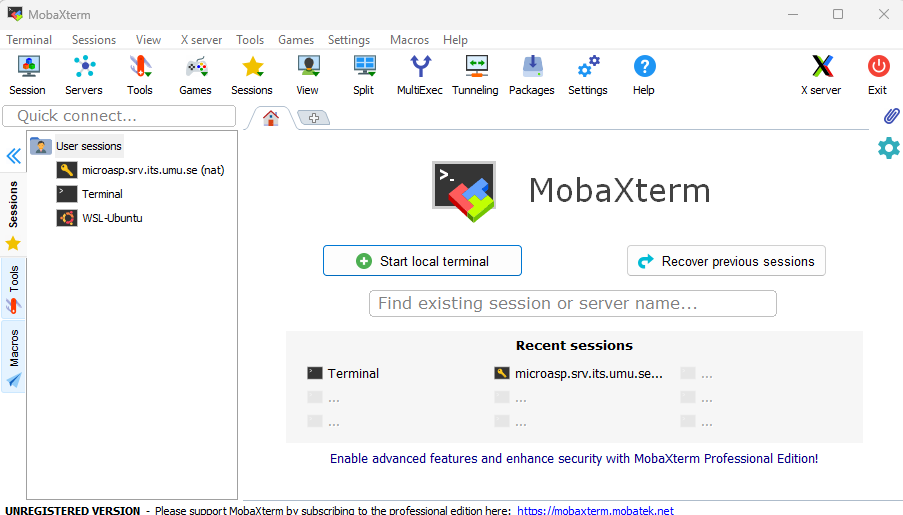 MobaXterm
Terminal Sessions View X server Tools Games Settings Macros Help
Session Servers Tools Games Sessions View Split MultiExec Tunneling Packages Settings Help X server Exit
Quick connect...
User sessions
microasp.srv.its.umu.se (nat)
Terminal
WSL-Ubuntu
Sessions
Tools
Macros
>_
MobaXterm
Start local terminal Recover previous sessions
Find existing session or server name...
Recent sessions
Terminal microasp.srv.its.umu.se... ...
... ... ...
... ... ...
Enable advanced features and enhance security with MobaXterm Professional Edition!
UNREGISTERED VERSION - Please support MobaXterm by subscribing to the professional edition here: https://mobaxterm.mobatek.net